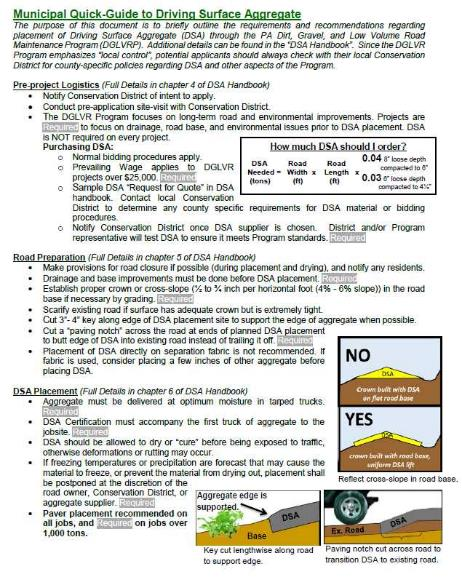 Municipal Quick-Guide to Driving Surface Aggregate
The purpose of this document is to briefly outline the requirements and recommendations regarding
placement of Driving Surface Aggregate (DSA) through the PA Dirt, Gravel, and Low Volume Road
Maintenance Program (DGLVRP). Additional details can be found in the "DSA Handbook". Since the DGLVR
Program emphasizes "local control", potential applicants should always check with their local Conservation
District for county-specific policies regarding DSA and other aspects of the Program.
Pre-project Logistics (Full Details in chapter 4 of DSA Handbook)
• Notify Conservation District of intent to apply.
• Conduct pre-application site-visit with Conservation District.
• The DGLVR Program focuses on long-term road and environmental improvements. Projects are
Required to focus on drainage, road base, and environmental issues prior to DSA placement. DSA
is NOT required on every project.
Purchasing DSA:
o Normal bidding procedures apply.
o Prevailing Wage applies to DGLVR
projects over $25,000. Required
o Sample DSA "Request for Quote" in DSA
handbook. Contact local Conservation
District to determine any county specific requirements for DSA material or bidding
procedures.
o Notify Conservation District once DSA supplier is chosen. District and/or Program
representative will test DSA to ensure it meets Program standards. Required
How much DSA should I order?
DSA Needed (tons) = Road Width (ft) x Road Length (ft) x
0.04 8" loose depth
compacted to 6"
0.03 6" loose depth
compacted to 4½"
Road Preparation (Full Details in chapter 5 of DSA Handbook)
• Make provisions for road closure if possible (during placement and drying), and notify any residents.
• Drainage and base improvements must be done before DSA placement. Required
• Establish proper crown or cross-slope (½ to ¾ inch per horizontal foot (4% - 6% slope)) in the road
base if necessary by grading. Required
• Scarify existing road if surface has adequate crown but is extremely tight.
• Cut 3"- 4" key along edge of DSA placement site to support the edge of aggregate when possible.
• Cut a "paving notch" across the road at ends of planned DSA placement
to butt edge of DSA into existing road instead of trailing it off. Required
• Placement of DSA directly on separation fabric is not recommended. If
fabric is used, consider placing a few inches of other aggregate before
placing DSA.
NO
DSA
Crown built with DSA
on flat road base
YES
DSA
crown built with road base,
uniform DSA lift
Reflect cross-slope in road base.
DSA Placement (Full Details in chapter 6 of DSA Handbook)
• Aggregate must be delivered at optimum moisture in tarped trucks.
Required
• DSA Certification must accompany the first truck of aggregate to the
jobsite. Required
• DSA should be allowed to dry or "cure" before being exposed to traffic,
otherwise deformations or rutting may occur.
• If freezing temperatures or precipitation are forecast that may cause the
material to freeze, or prevent the material from drying out, placement shall
be postponed at the discretion of the
road owner, Conservation District, or
aggregate supplier. Required
• Paver placement recommended on
all jobs, and Required on jobs over
1,000 tons.
Aggregate edge is
supported.
DSA
Base
Key cut lengthwise along road
to support edge.
Ex. Road
DSA
Paving notch cut across road to
transition DSA to existing road.